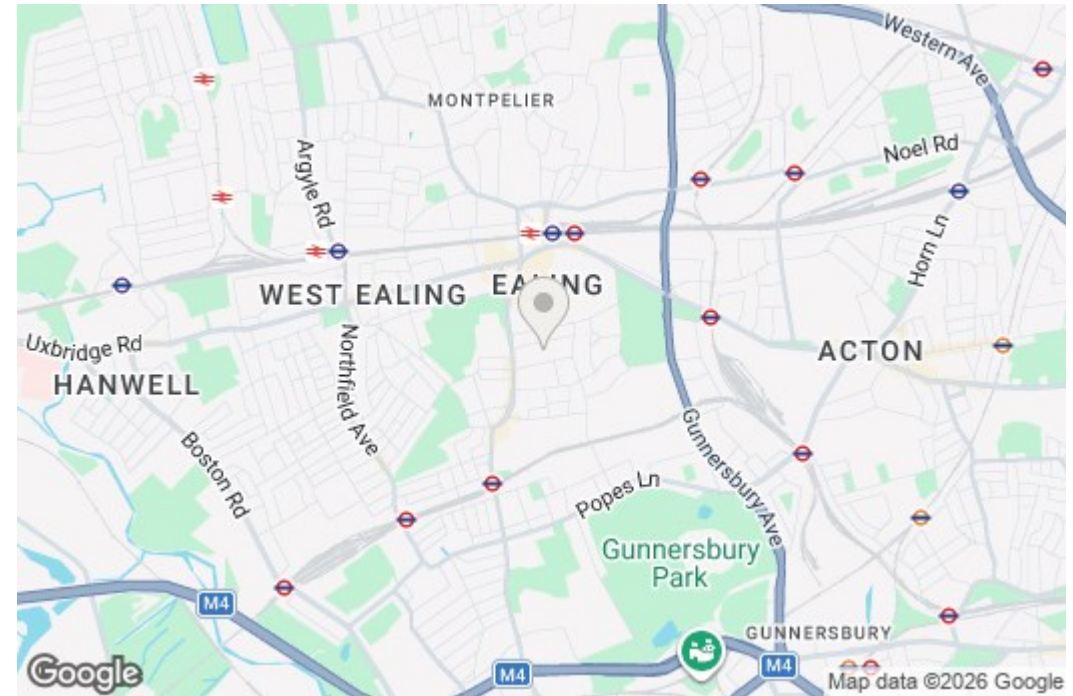 Western Ave
MONTPELIER
Noel Rd
Argyle Rd
Horn Ln
WEST EALING
EALING
Uxbridge Rd
HANWELL
Northfield Ave
ACTON
Boston Rd
Popes Ln
Gunnersbury Ave
Gunnersbury
Park
M4
GUNNERSBURY
M4
M4
Google
Map data ©2026 Google